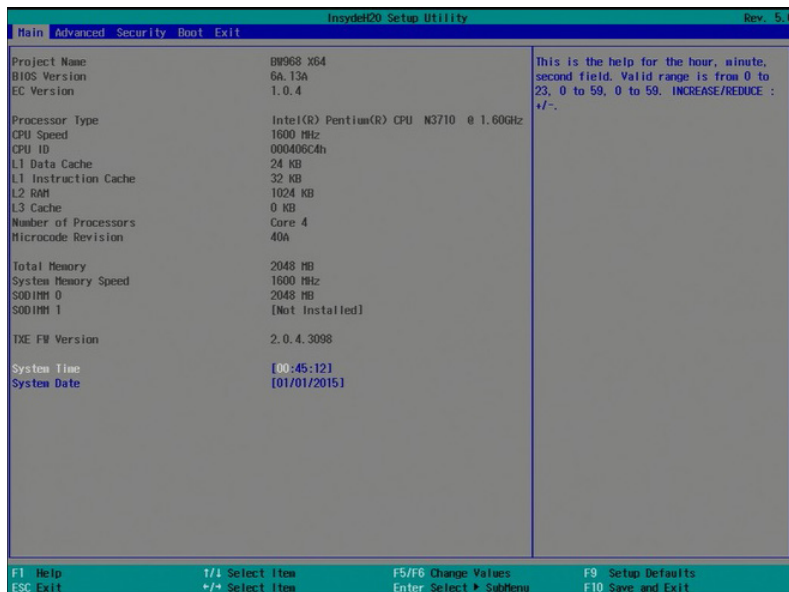 InsydeH20 Setup Utility Rev. 5.
Main Advanced Security Boot Exit
Project Name BW968 X64
BIOS Version 6A.13A
EC Version 1.0.4
Processor Type Intel(R) Pentium(R) CPU N3710 @ 1.60GHz
CPU Speed 1600 MHz
CPU ID 000406C4h
L1 Data Cache 24 KB
L1 Instruction Cache 32 KB
L2 RAM 1024 KB
L3 Cache 0 KB
Number of Processors Core 4
Microcode Revision 40A
Total Memory 2048 MB
System Memory Speed 1600 MHz
SODIMM 0 2048 MB
SODIMM 1 [Not Installed]
TXE FW Version 2.0.4.3098
System Time [00:45:12]
System Date [01/01/2015]
This is the help for the hour, minute,
second field. Valid range is from 0 to
23, 0 to 59, 0 to 59. INCREASE/REDUCE :
+/-.
F1 Help ↑/↓ Select Item F5/F6 Change Values F9 Setup Defaults
ESC Exit ←/→ Select Item Enter Select ▶ SubMenu F10 Save and Exit